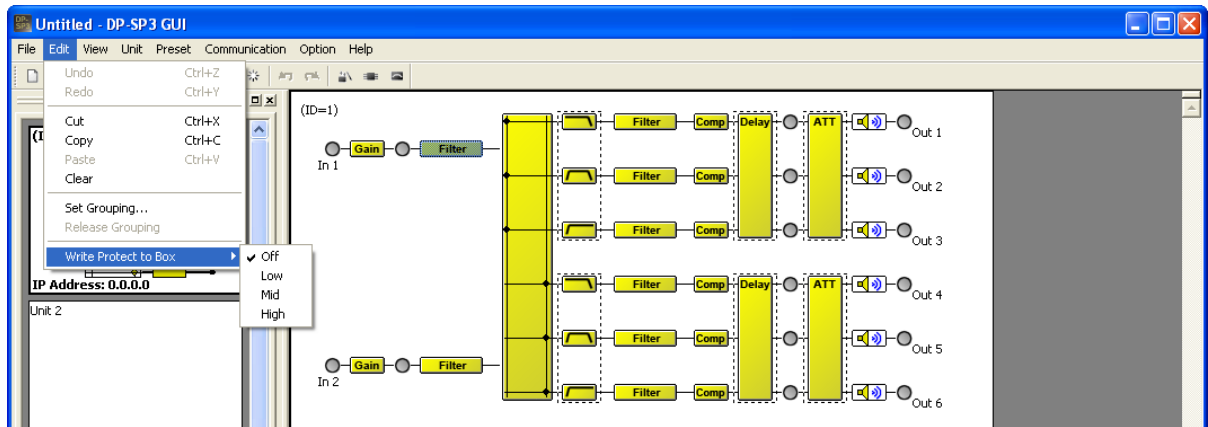 Untitled - DP-SP3 GUI
File Edit View Unit Preset Communication Option Help
Undo Ctrl+Z
Redo Ctrl+Y
Cut Ctrl+X
Copy Ctrl+C
Paste Ctrl+V
Clear
Set Grouping...
Release Grouping
Write Protect to Box
Off
Low
Mid
High
IP Address: 0.0.0.0
Unit 2
(ID=1)
In 1 Gain Filter
Filter Comp Delay ATT Out 1
Filter Comp Out 2
Filter Comp Out 3
Filter Comp Delay ATT Out 4
Filter Comp Out 5
In 2 Gain Filter
Filter Comp Out 6